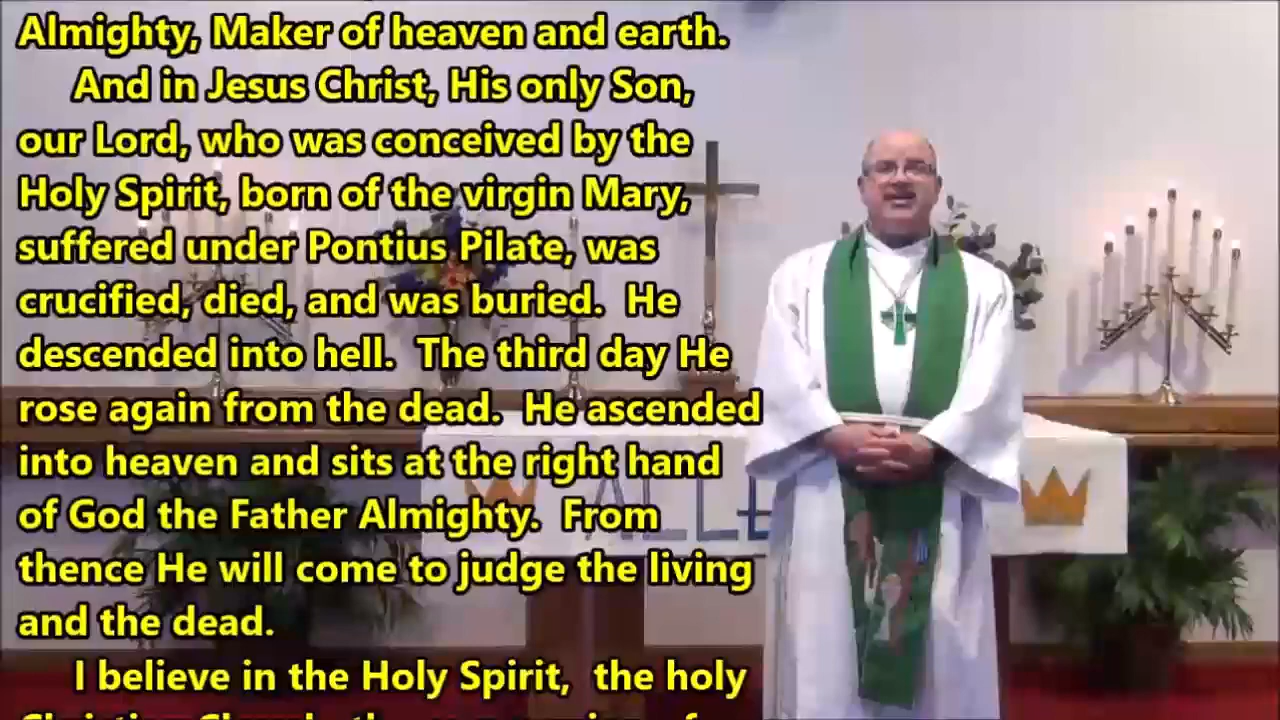 Almighty, Maker of heaven and earth.
And in Jesus Christ, His only Son,
our Lord, who was conceived by the
Holy Spirit, born of the virgin Mary,
suffered under Pontius Pilate, was
crucified, died, and was buried.  He
descended into hell.  The third day He
rose again from the dead.  He ascended
into heaven and sits at the right hand
of God the Father Almighty.  From
thence He will come to judge the living
and the dead.
I believe in the Holy Spirit,  the holy